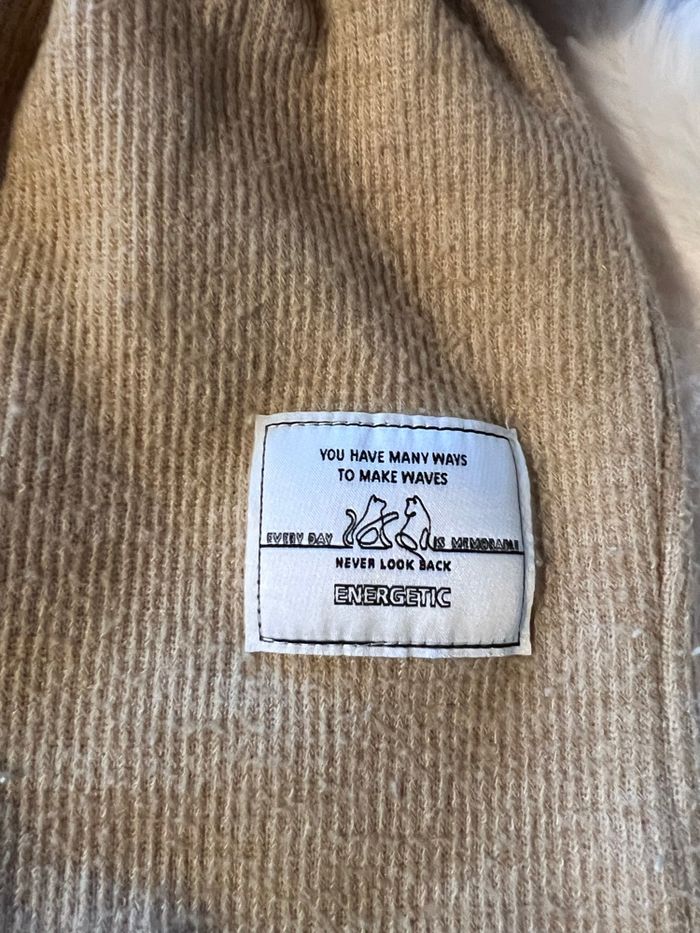 YOU HAVE MANY WAYS
TO MAKE WAVES
EVERY DAY IS MEMORABLE
NEVER LOOK BACK
ENERGETIC